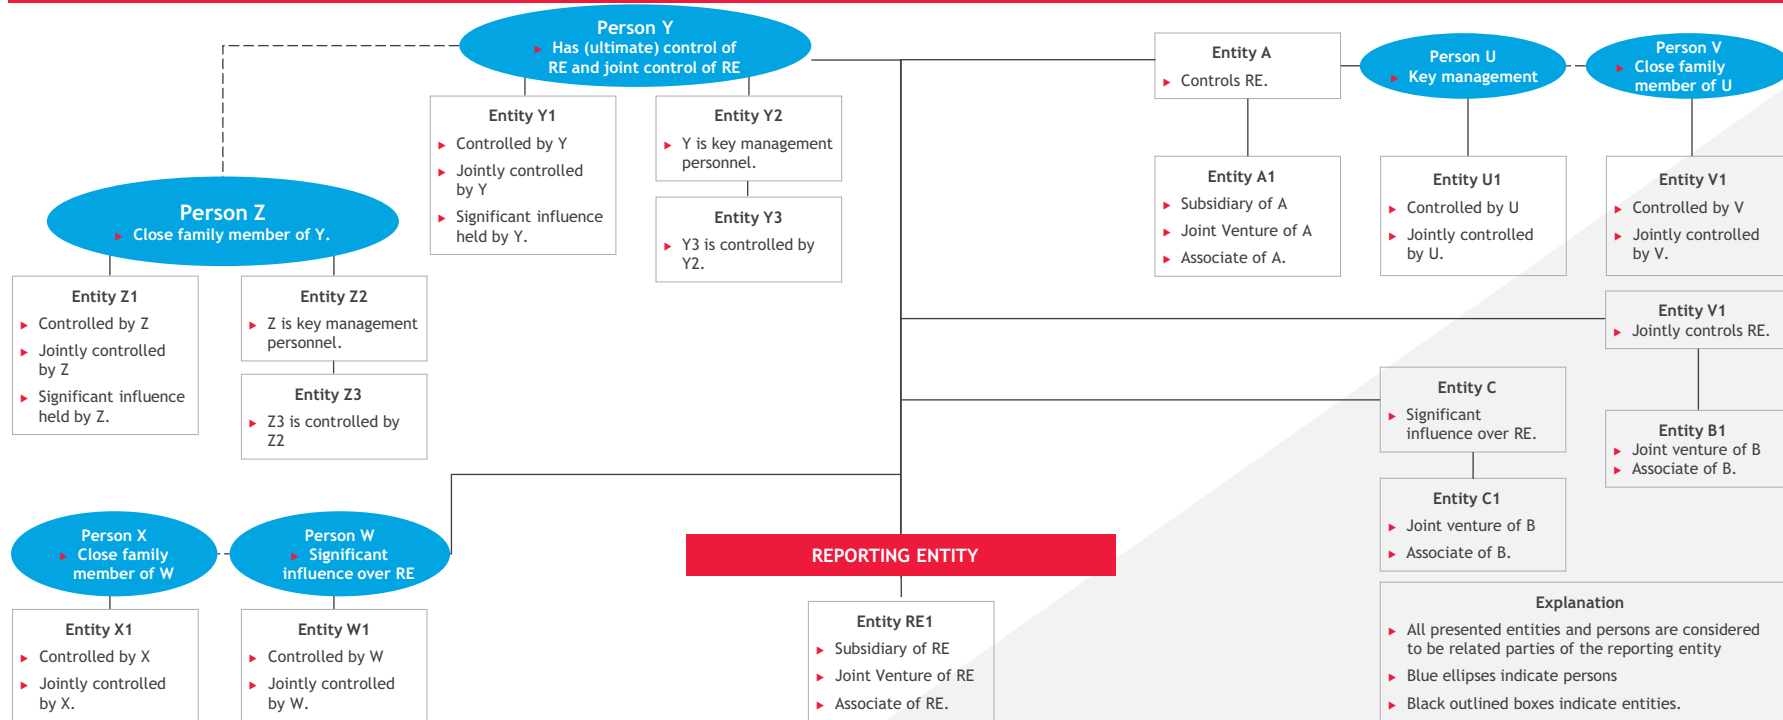 Person Y
Has (ultimate) control of
RE and joint control of RE
Entity Y1
Controlled by Y
Jointly controlled
by Y
Significant influence
held by Y.
Entity Y2
Y is key management
personnel.
Entity Y3
Y3 is controlled by
Y2.
Person Z
Close family member of Y.
Entity Z1
Controlled by Z
Jointly controlled
by Z
Significant influence
held by Z.
Entity Z2
Z is key management
personnel.
Entity Z3
Z3 is controlled by
Z2
Entity A
Controls RE.
Person U
Key management
Person V
Close family
member of U
Entity A1
Subsidiary of A
Joint Venture of A
Associate of A.
Entity U1
Controlled by U
Jointly controlled
by U.
Entity V1
Controlled by V
Jointly controlled
by V.
Entity V1
Jointly controls RE.
Entity B1
Joint venture of B
Associate of B.
Entity C
Significant
influence over RE.
Entity C1
Joint venture of B
Associate of B.
Person X
Close family
member of W
Person W
Significant
influence over RE
Entity X1
Controlled by X
Jointly controlled
by X.
Entity W1
Controlled by W
Jointly controlled
by W.
REPORTING ENTITY
Entity RE1
Subsidiary of RE
Joint Venture of RE
Associate of RE.
Explanation
All presented entities and persons are considered
to be related parties of the reporting entity
Blue ellipses indicate persons
Black outlined boxes indicate entities.